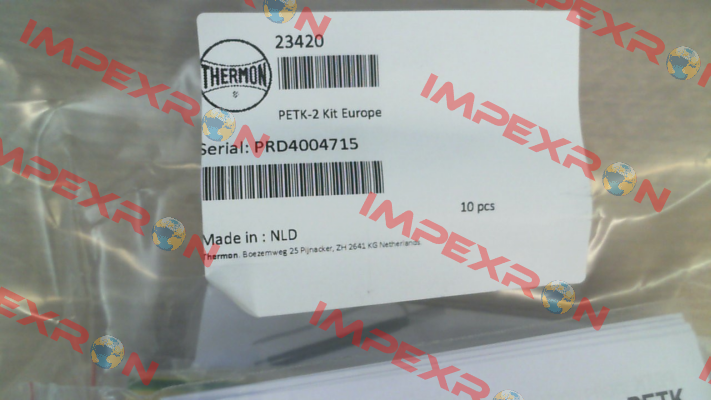 23420
THERMON
®
PETK-2 Kit Europe
Serial: PRD4004715
10 pcs
Made in : NLD
Thermon. Boezemweg 25 Pijnacker, ZH 2641 KG Netherlands
PETK
IMPEXRON
IMPEXRON
IMPEXRON
IMPEXRON
IMPEXRON
IMPEXRON
IMPEXRON